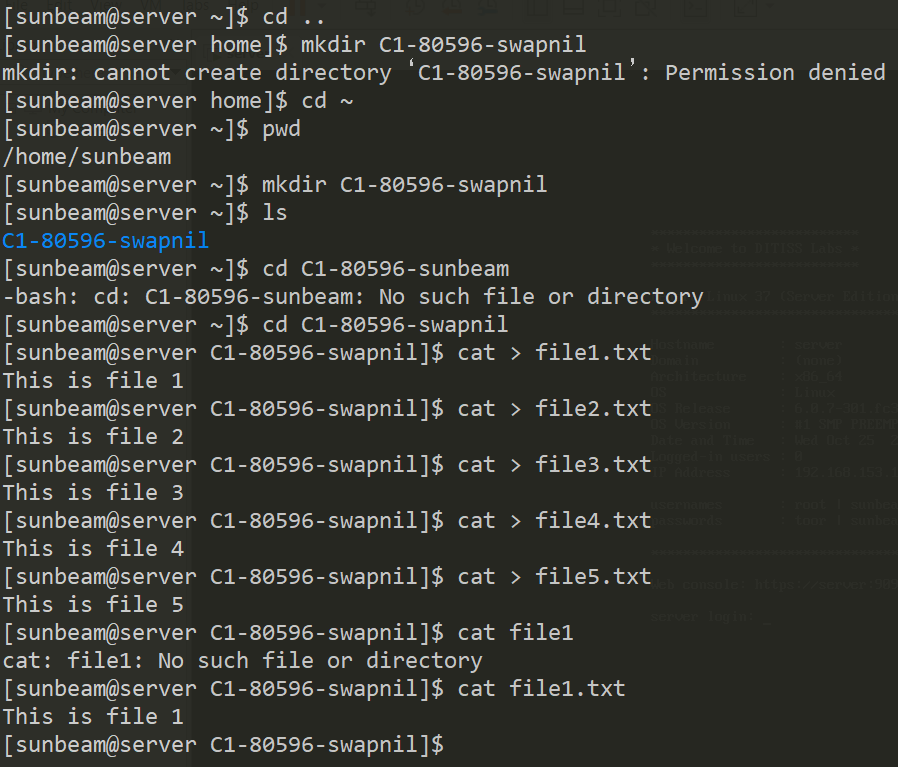 [sunbeam@server ~]$ cd ..
[sunbeam@server home]$ mkdir C1-80596-swapnil
mkdir: cannot create directory ‘C1-80596-swapnil’: Permission denied
[sunbeam@server home]$ cd ~
[sunbeam@server ~]$ pwd
/home/sunbeam
[sunbeam@server ~]$ mkdir C1-80596-swapnil
[sunbeam@server ~]$ ls
C1-80596-swapnil
[sunbeam@server ~]$ cd C1-80596-sunbeam
-bash: cd: C1-80596-sunbeam: No such file or directory
[sunbeam@server ~]$ cd C1-80596-swapnil
[sunbeam@server C1-80596-swapnil]$ cat > file1.txt
This is file 1
[sunbeam@server C1-80596-swapnil]$ cat > file2.txt
This is file 2
[sunbeam@server C1-80596-swapnil]$ cat > file3.txt
This is file 3
[sunbeam@server C1-80596-swapnil]$ cat > file4.txt
This is file 4
[sunbeam@server C1-80596-swapnil]$ cat > file5.txt
This is file 5
[sunbeam@server C1-80596-swapnil]$ cat file1
cat: file1: No such file or directory
[sunbeam@server C1-80596-swapnil]$ cat file1.txt
This is file 1
[sunbeam@server C1-80596-swapnil]$